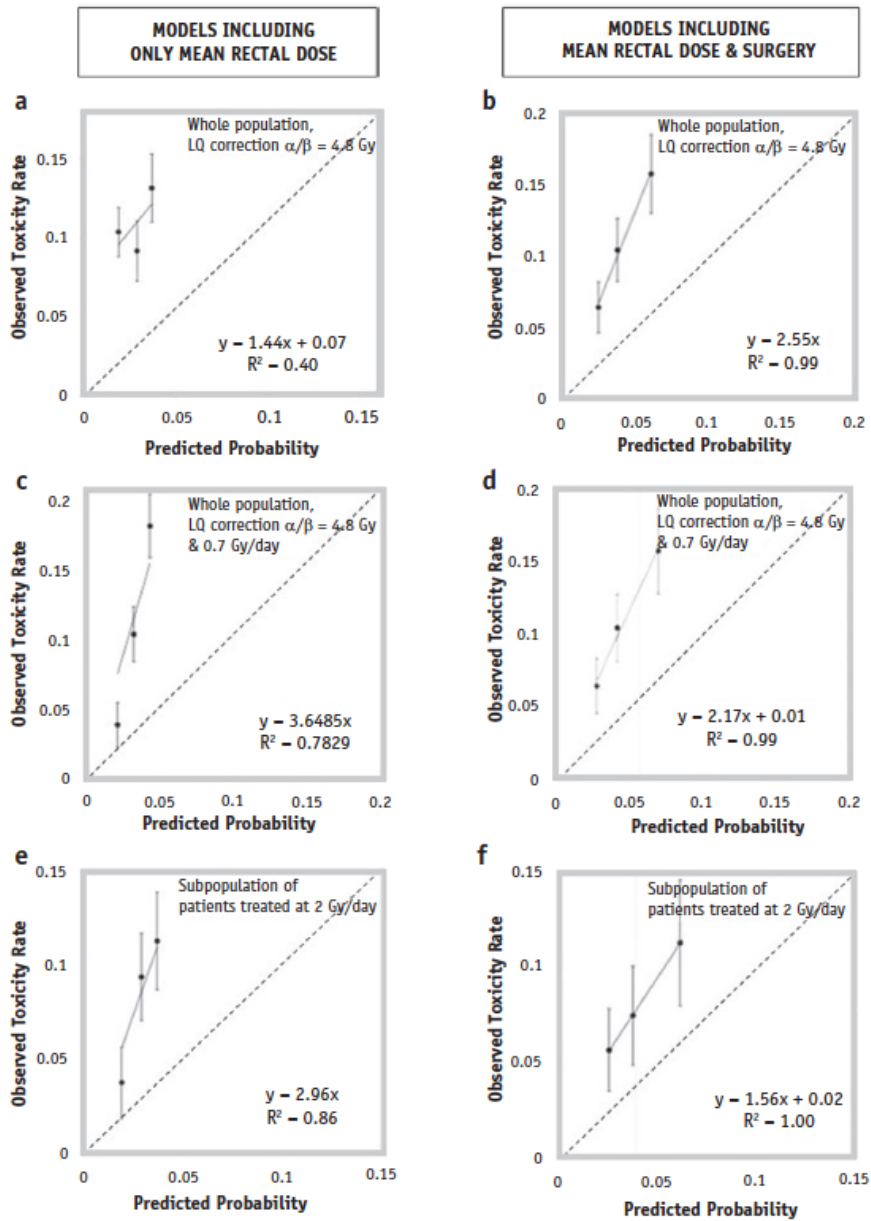 MODELS INCLUDING
ONLY MEAN RECTAL DOSE
MODELS INCLUDING
MEAN RECTAL DOSE & SURGERY
a
Whole population,
LQ correction α/β = 4.8 Gy
Observed Toxicity Rate
0.15
0.1
0.05
0
y – 1.44x + 0.07
R² – 0.40
0
0.05
0.1
0.15
Predicted Probability
b
Whole population,
LQ correction α/β = 4.8 Gy
Observed Toxicity Rate
0.2
0.15
0.1
0.05
0
y – 2.55x
R² – 0.99
0
0.05
0.1
0.15
0.2
Predicted Probability
c
Whole population,
LQ correction α/β = 4.8 Gy
& 0.7 Gy/day
Observed Toxicity Rate
0.2
0.15
0.1
0.05
0
y – 3.6485x
R² – 0.7829
0
0.05
0.1
0.15
0.2
Predicted Probability
d
Whole population,
LQ correction α/β = 4.8 Gy
& 0.7 Gy/day
Observed Toxicity Rate
0.2
0.15
0.1
0.05
0
y – 2.17x + 0.01
R² – 0.99
0
0.05
0.1
0.15
0.2
Predicted Probability
e
Subpopulation of
patients treated at 2 Gy/day
Observed Toxicity Rate
0.15
0.1
0.05
0
y – 2.96x
R² – 0.86
0
0.05
0.1
0.15
Predicted Probability
f
Subpopulation of
patients treated at 2 Gy/day
Observed Toxicity Rate
0.15
0.1
0.05
0
y – 1.56x + 0.02
R² – 1.00
0
0.05
0.1
0.15
Predicted Probability